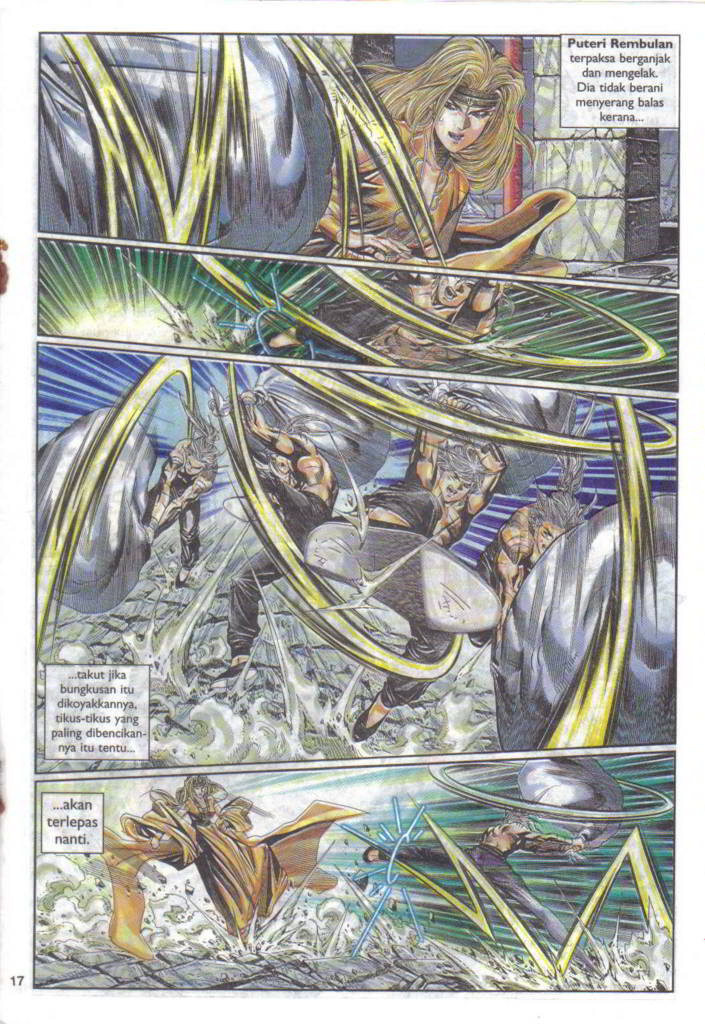 Puteri Rembulan
terpaksa berganjak
dan mengelak.
Dia tidak berani
menyerang balas
kerana...
...takut jika
bungkusan itu
dikoyakkannya,
tikus-tikus yang
paling dibencikan-
nya itu tentu...
...akan
terlepas
nanti.
17